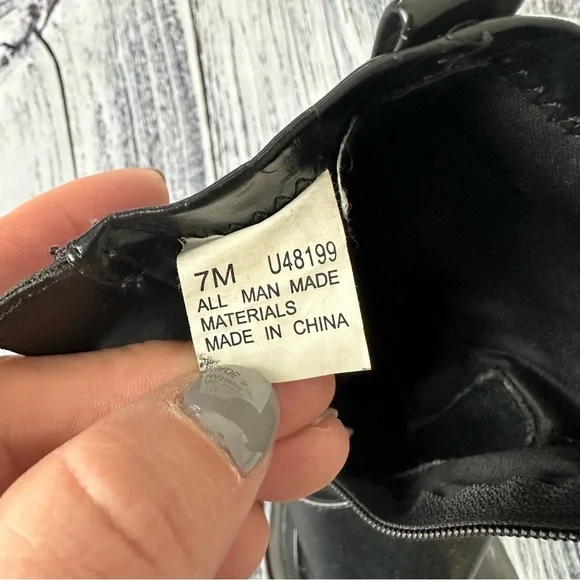 7M U48199
ALL MAN MADE
MATERIALS
MADE IN CHINA